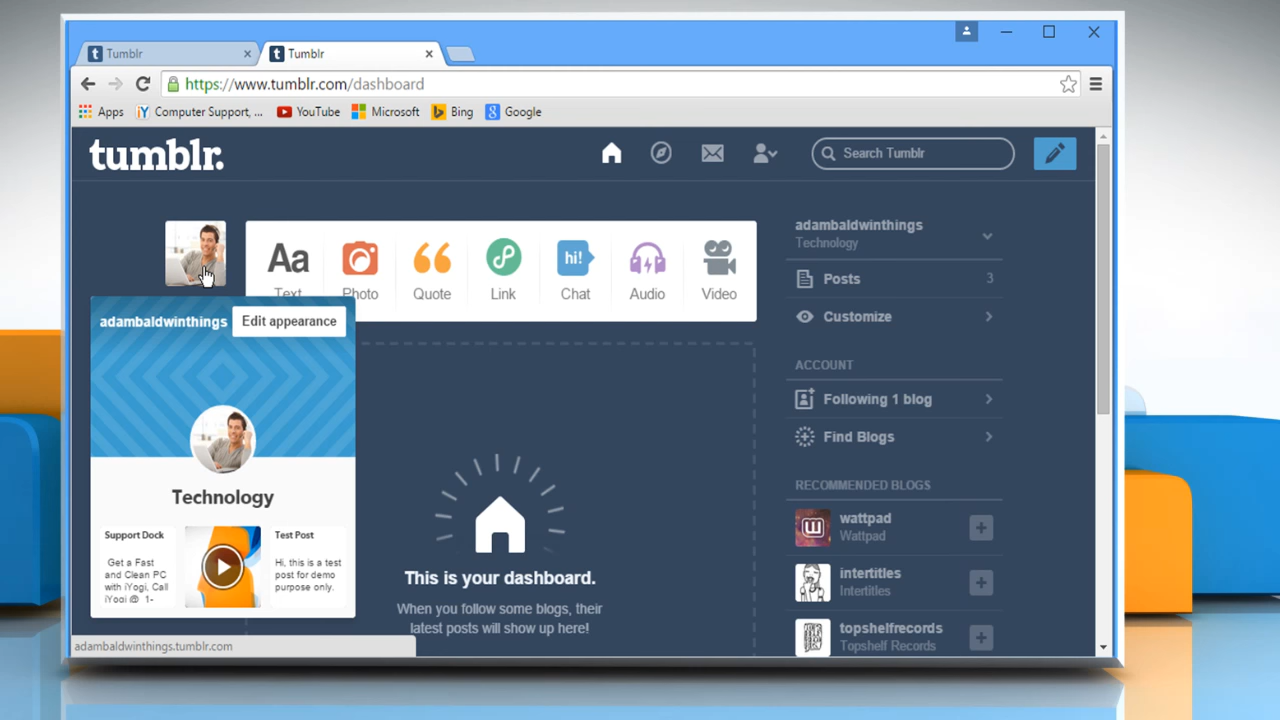 Tumblr
Tumblr
https://www.tumblr.com/dashboard
Apps
Computer Support, ...
YouTube
Microsoft
Bing
Google
tumblr.
Search Tumblr
Aa
Text
Photo
Quote
Link
hi!
Chat
Audio
Video
adambaldwinthings
Edit appearance
Technology
Support Dock
Get a Fast
and Clean PC
with iYogi, Call
iYogi @ 1-
Test Post
Hi, this is a test
post for demo
purpose only.
This is your dashboard.
When you follow some blogs, their
latest posts will show up here!
adambaldwinthings
Technology
Posts 3
Customize
ACCOUNT
Following 1 blog
Find Blogs
RECOMMENDED BLOGS
wattpad
Wattpad
intertitles
Intertitles
topshelfrecords
Topshelf Records
adambaldwinthings.tumblr.com